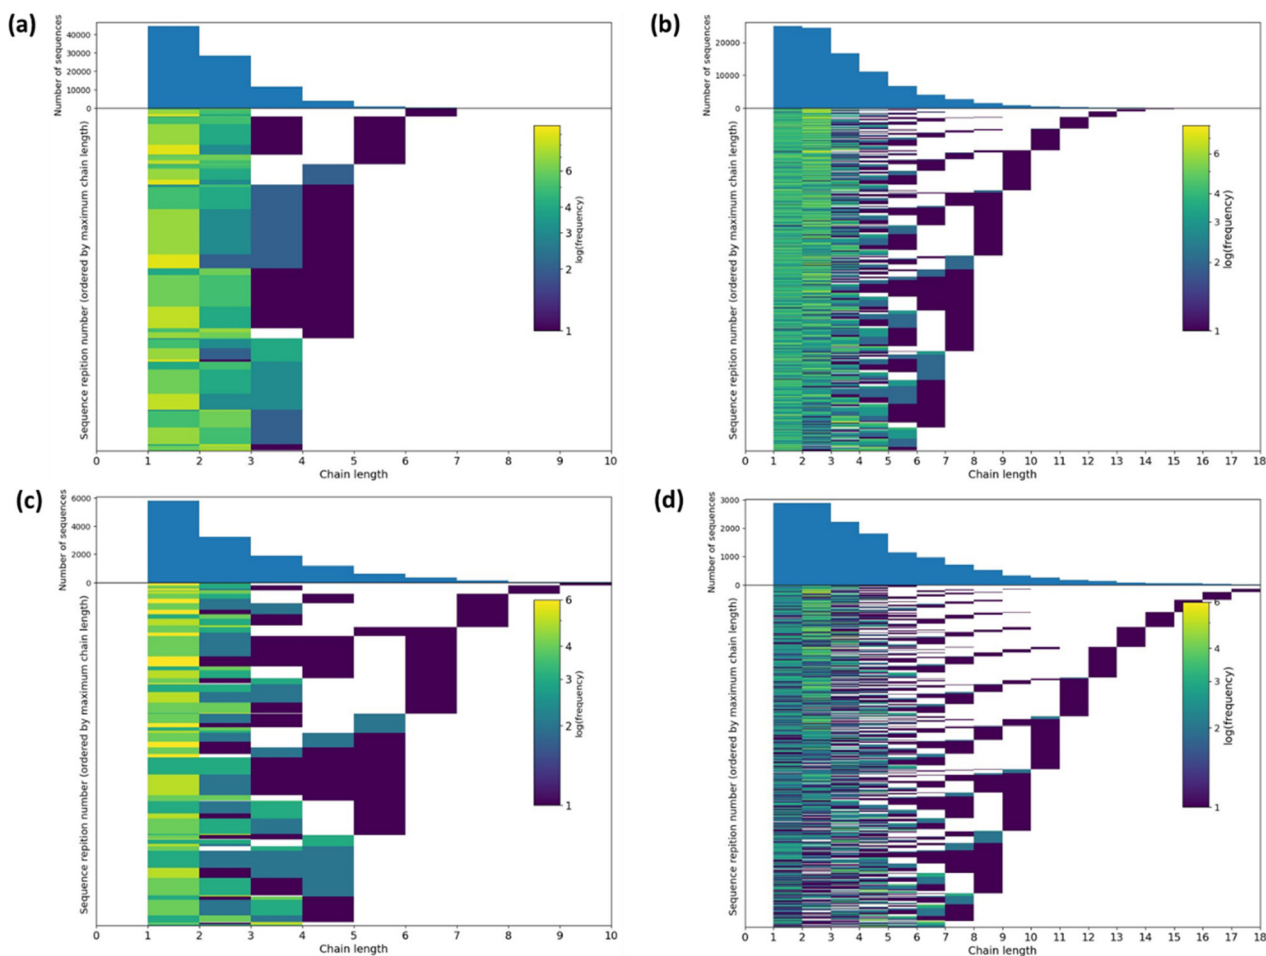 (a)
Number of sequences
40000
30000
20000
10000
0
Sequence repition number (ordered by maximum chain length)
6
4
3
2
1
log(frequency)
0 1 2 3 4 5 6 7 8 9 10
Chain length
(b)
Number of sequences
20000
10000
0
Sequence repition number (ordered by maximum chain length)
6
4
3
2
1
log(frequency)
0 1 2 3 4 5 6 7 8 9 10 11 12 13 14 15 16 17 18
Chain length
(c)
Number of sequences
6000
4000
2000
0
Sequence repition number (ordered by maximum chain length)
6
4
3
2
1
log(frequency)
0 1 2 3 4 5 6 7 8 9 10
Chain length
(d)
Number of sequences
3000
2000
1000
0
Sequence repition number (ordered by maximum chain length)
6
4
3
2
1
log(frequency)
0 1 2 3 4 5 6 7 8 9 10 11 12 13 14 15 16 17 18
Chain length